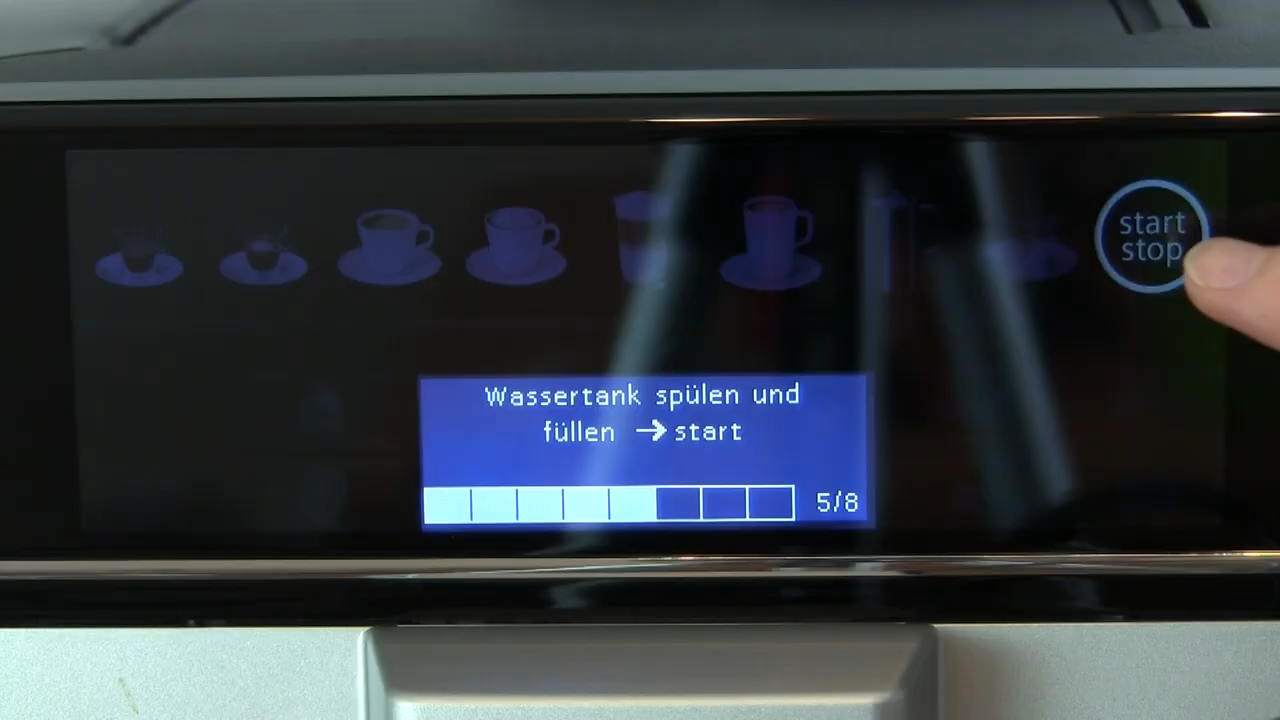 start
stop
Wassertank spülen und
füllen → start
5/8